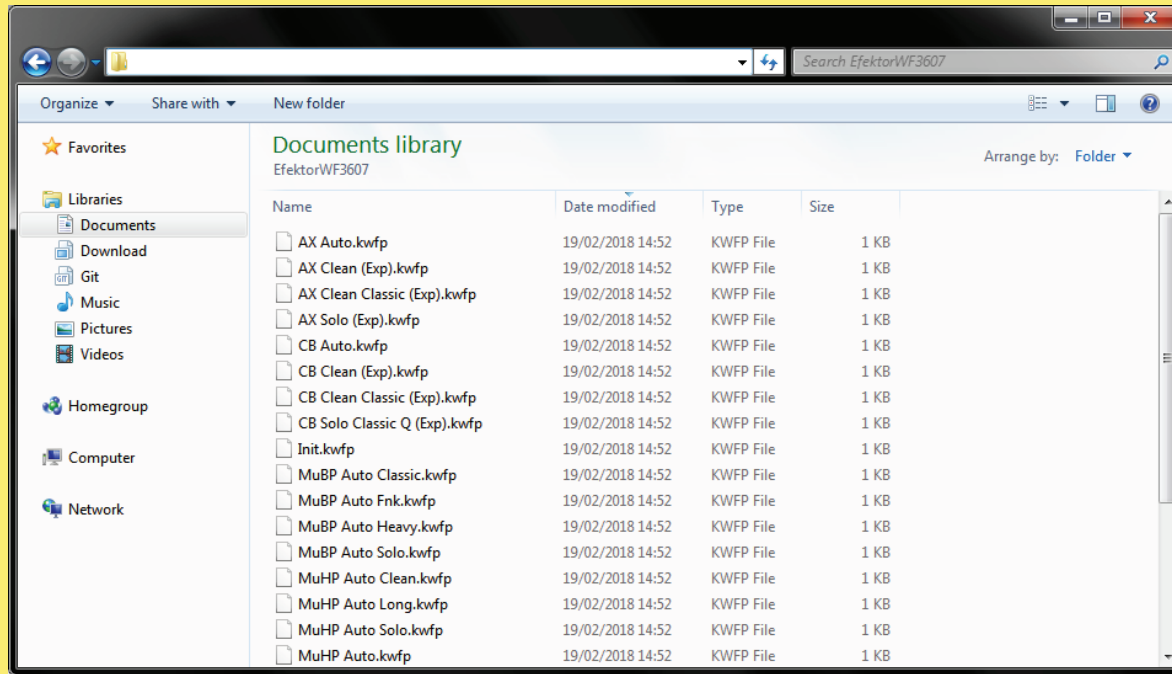 Search EfektorWF3607
Organize Share with New folder
Favorites
Libraries
Documents
Download
Git
Music
Pictures
Videos
Homegroup
Computer
Network
Documents library
EfektorWF3607
Arrange by: Folder
Name Date modified Type Size
AX Auto.kwfp 19/02/2018 14:52 KWFP File 1 KB
AX Clean (Exp).kwfp 19/02/2018 14:52 KWFP File 1 KB
AX Clean Classic (Exp).kwfp 19/02/2018 14:52 KWFP File 1 KB
AX Solo (Exp).kwfp 19/02/2018 14:52 KWFP File 1 KB
CB Auto.kwfp 19/02/2018 14:52 KWFP File 1 KB
CB Clean (Exp).kwfp 19/02/2018 14:52 KWFP File 1 KB
CB Clean Classic (Exp).kwfp 19/02/2018 14:52 KWFP File 1 KB
CB Solo Classic Q (Exp).kwfp 19/02/2018 14:52 KWFP File 1 KB
Init.kwfp 19/02/2018 14:52 KWFP File 1 KB
MuBP Auto Classic.kwfp 19/02/2018 14:52 KWFP File 1 KB
MuBP Auto Fnk.kwfp 19/02/2018 14:52 KWFP File 1 KB
MuBP Auto Heavy.kwfp 19/02/2018 14:52 KWFP File 1 KB
MuBP Auto Solo.kwfp 19/02/2018 14:52 KWFP File 1 KB
MuHP Auto Clean.kwfp 19/02/2018 14:52 KWFP File 1 KB
MuHP Auto Long.kwfp 19/02/2018 14:52 KWFP File 1 KB
MuHP Auto Solo.kwfp 19/02/2018 14:52 KWFP File 1 KB
MuHP Auto.kwfp 19/02/2018 14:52 KWFP File 1 KB